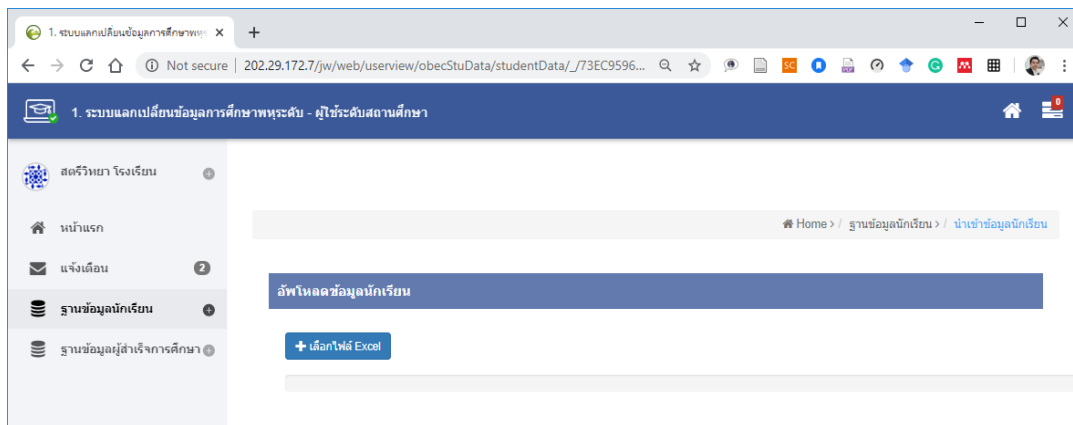 1. ระบบแลกเปลี่ยนข้อมูลการศึกษาพหุ
Not secure | 202.29.172.7/jw/web/userview/obecStuData/studentData/_/73EC9596...
1. ระบบแลกเปลี่ยนข้อมูลการศึกษาพหุระดับ - ผู้ใช้ระดับสถานศึกษา
0
สตรีวิทยา โรงเรียน
หน้าแรก
Home > / ฐานข้อมูลนักเรียน > / นำเข้าข้อมูลนักเรียน
แจ้งเตือน 2
อัพโหลดข้อมูลนักเรียน
ฐานข้อมูลนักเรียน
ฐานข้อมูลผู้สำเร็จการศึกษา
เลือกไฟล์ Excel